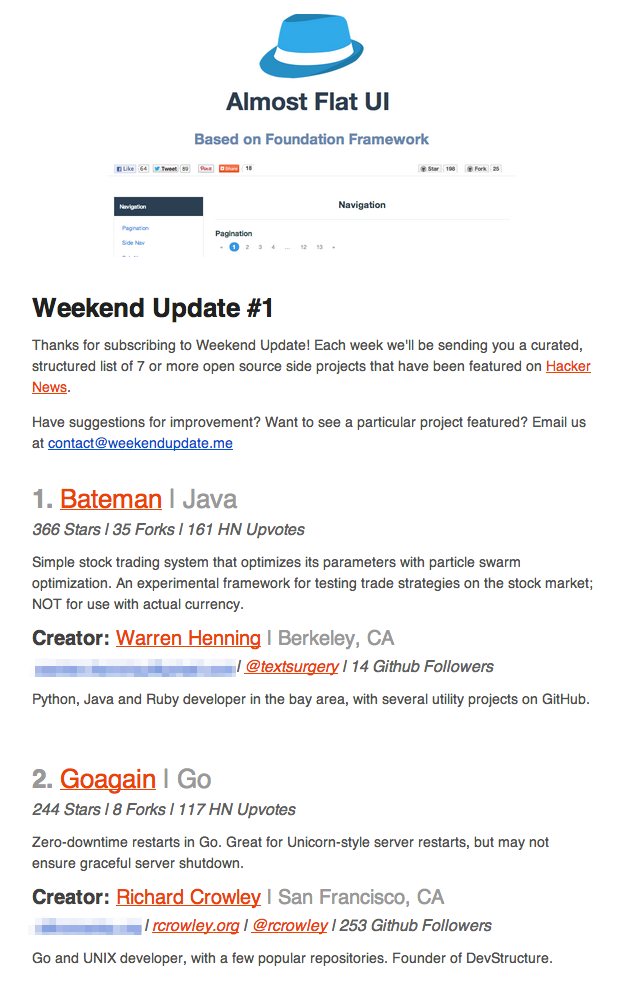 Almost Flat UI
Based on Foundation Framework
Like 64 Tweet 89 Pin it Share 18 Star 198 Fork 25
Navigation
Navigation
Pagination
Side Nav
Pagination
« 1 2 3 4 ... 12 13 »
Weekend Update #1
Thanks for subscribing to Weekend Update! Each week we'll be sending you a curated,
structured list of 7 or more open source side projects that have been featured on Hacker
News.
Have suggestions for improvement? Want to see a particular project featured? Email us
at contact@weekendupdate.me
1. Bateman | Java
366 Stars | 35 Forks | 161 HN Upvotes
Simple stock trading system that optimizes its parameters with particle swarm
optimization. An experimental framework for testing trade strategies on the stock market;
NOT for use with actual currency.
Creator: Warren Henning | Berkeley, CA
| @textsurgery | 14 Github Followers
Python, Java and Ruby developer in the bay area, with several utility projects on GitHub.
2. Goagain | Go
244 Stars | 8 Forks | 117 HN Upvotes
Zero-downtime restarts in Go. Great for Unicorn-style server restarts, but may not
ensure graceful server shutdown.
Creator: Richard Crowley | San Francisco, CA
| rcrowley.org | @rcrowley | 253 Github Followers
Go and UNIX developer, with a few popular repositories. Founder of DevStructure.